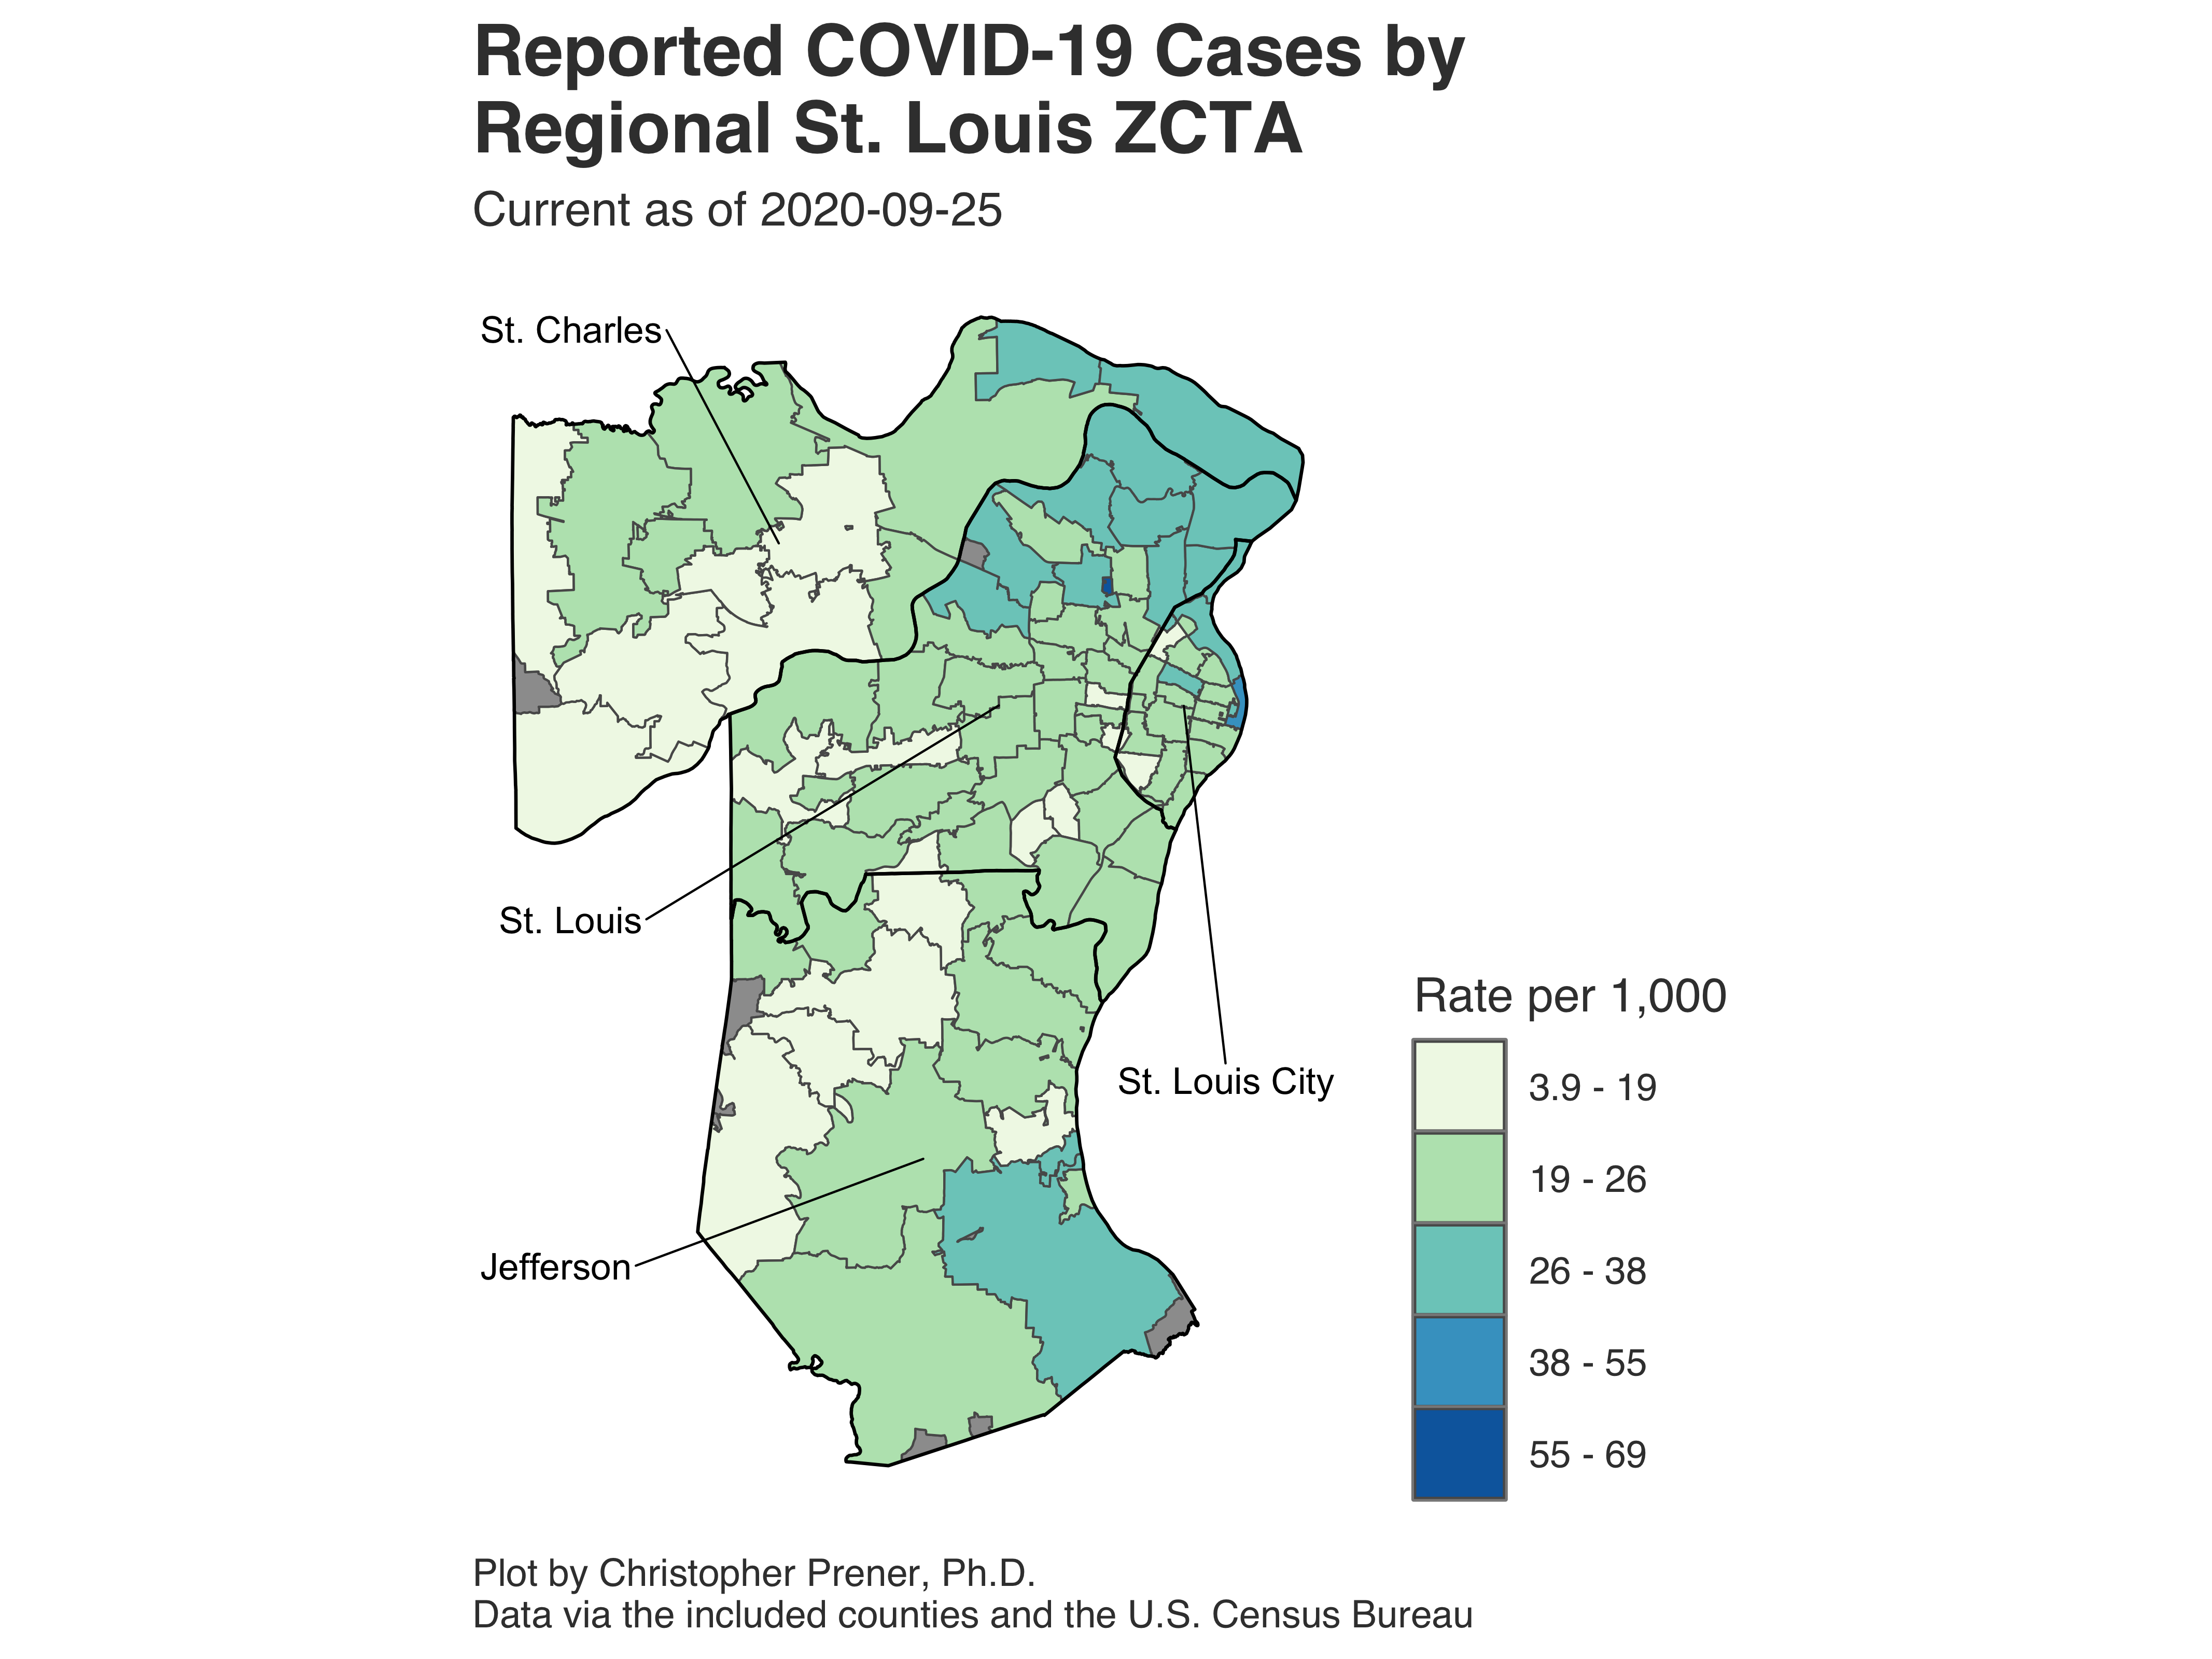 Reported COVID-19 Cases by
Regional St. Louis ZCTA
Current as of 2020-09-25
St. Charles
St. Louis
St. Louis City
Jefferson
Rate per 1,000
3.9 - 19
19 - 26
26 - 38
38 - 55
55 - 69
Plot by Christopher Prener, Ph.D.
Data via the included counties and the U.S. Census Bureau